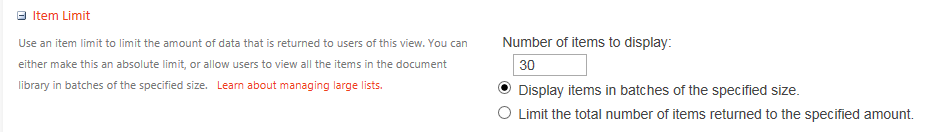 Item Limit
Use an item limit to limit the amount of data that is returned to users of this view. You can
either make this an absolute limit, or allow users to view all the items in the document
library in batches of the specified size. Learn about managing large lists.
Number of items to display:
30
Display items in batches of the specified size.
Limit the total number of items returned to the specified amount.